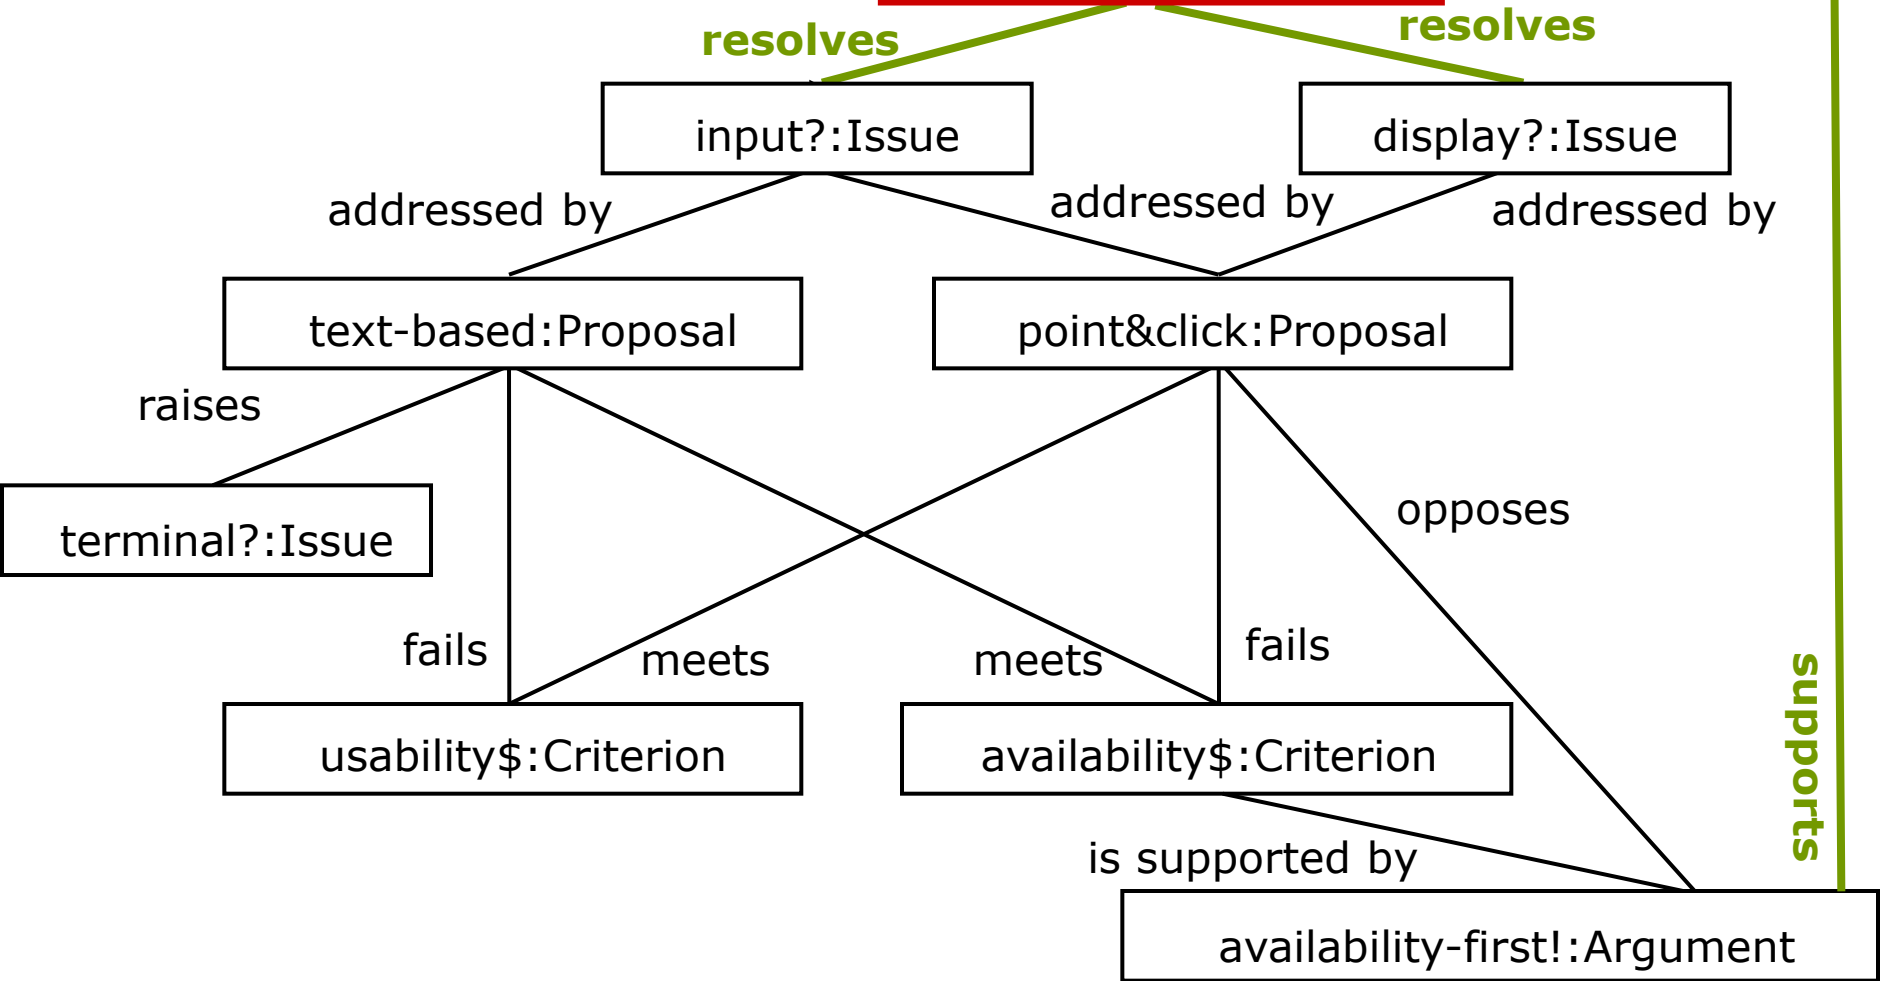 resolves
resolves
input?:Issue
display?:Issue
addressed by
addressed by
addressed by
text-based:Proposal
point&click:Proposal
raises
opposes
terminal?:Issue
fails
meets
meets
fails
supports
usability$:Criterion
availability$:Criterion
is supported by
availability-first!:Argument